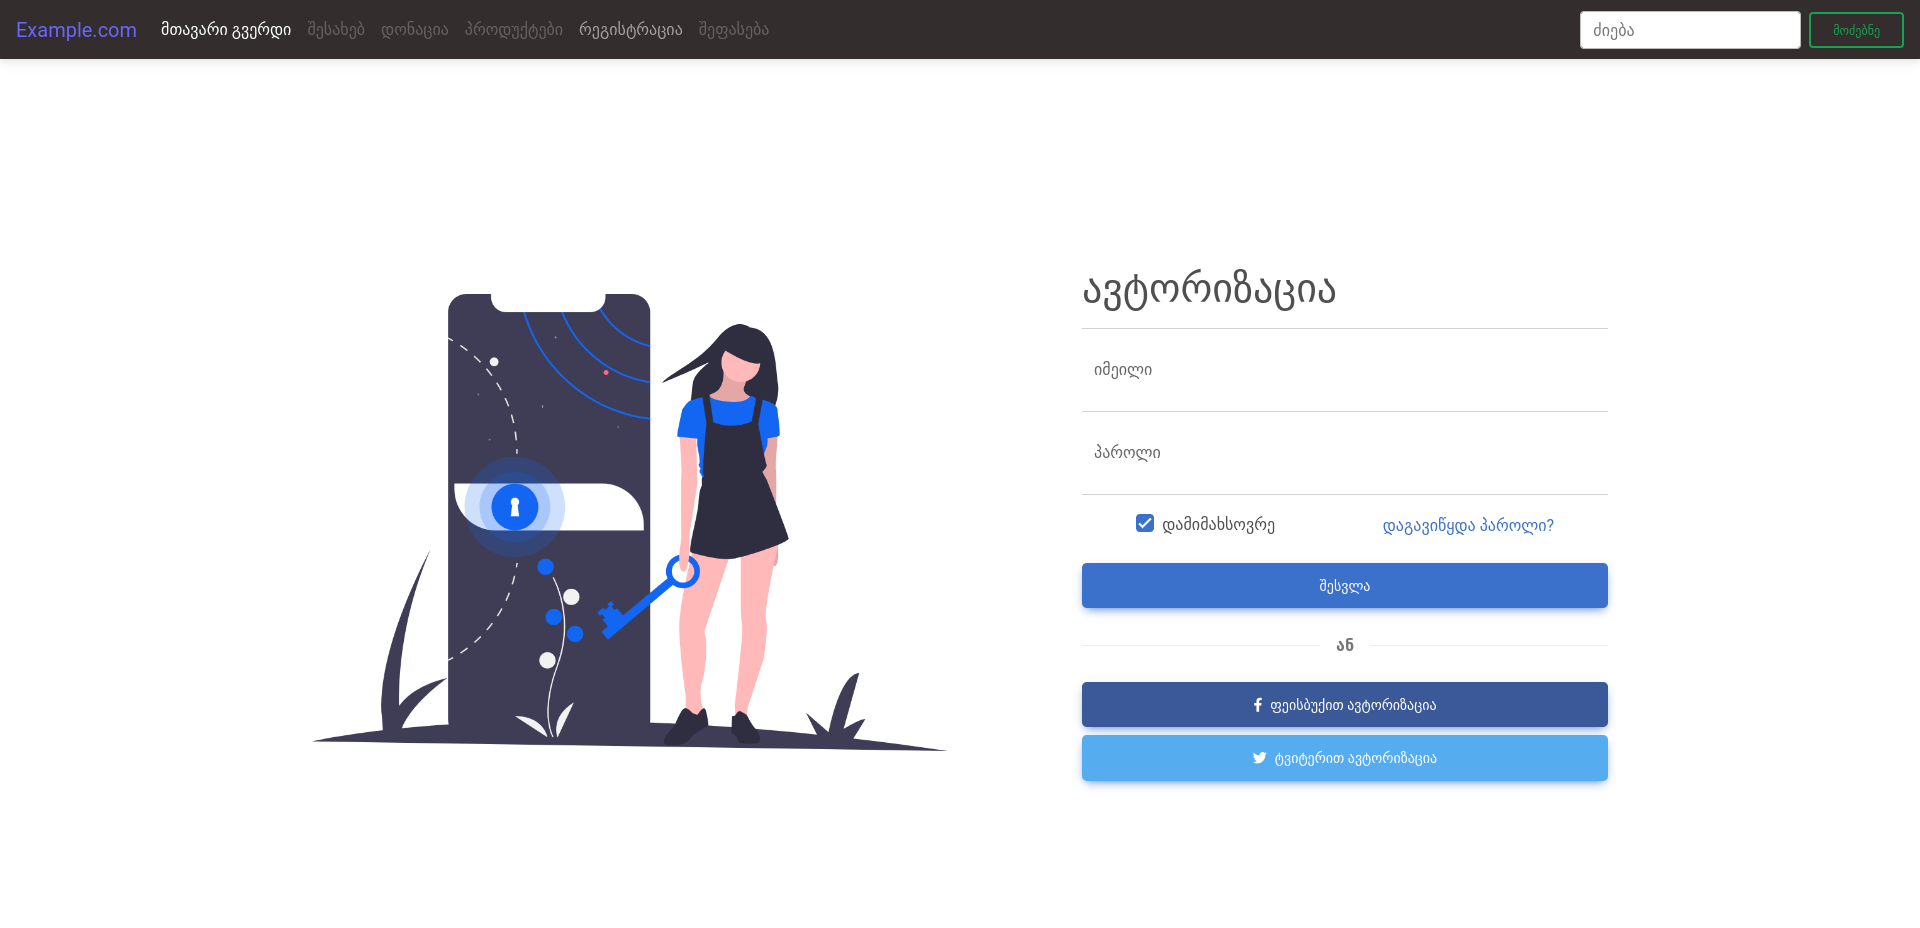 Example.com მთავარი გვერდი შესახებ დონაცია პროდუქტები რეგისტრაცია შეფასება ძიება მოძებნე
ავტორიზაცია
იმეილი
პაროლი
დამიმახსოვრე დაგავიწყდა პაროლი?
შესვლა
ან
ფეისბუქით ავტორიზაცია
ტვიტერით ავტორიზაცია